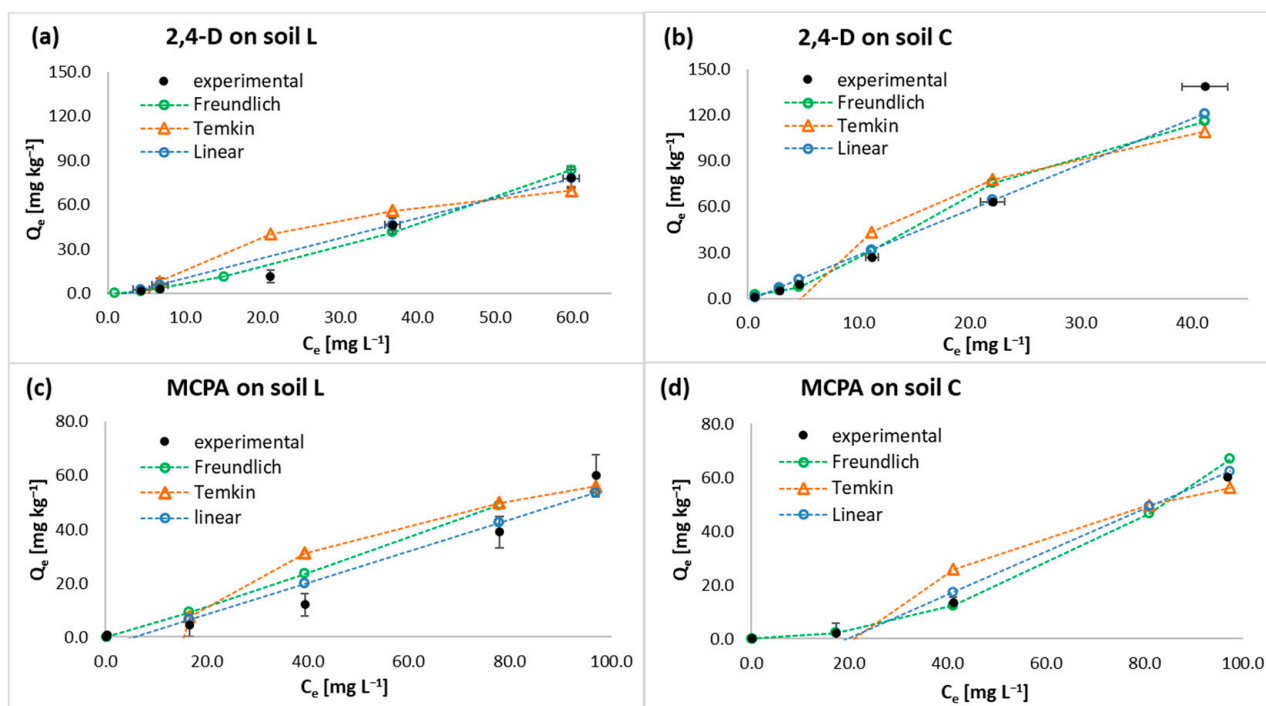 (a) 2,4-D on soil L
150.0
120.0
90.0
60.0
30.0
0.0
Qe [mg kg⁻¹]
experimental
Freundlich
Temkin
Linear
0.0 10.0 20.0 30.0 40.0 50.0 60.0
Ce [mg L⁻¹]
(b) 2,4-D on soil C
150.0
120.0
90.0
60.0
30.0
0.0
Qe [mg kg⁻¹]
experimental
Freundlich
Temkin
Linear
0.0 10.0 20.0 30.0 40.0
Ce [mg L⁻¹]
(c) MCPA on soil L
80.0
60.0
40.0
20.0
0.0
Qe [mg kg⁻¹]
experimental
Freundlich
Temkin
linear
0.0 20.0 40.0 60.0 80.0 100.0
Ce [mg L⁻¹]
(d) MCPA on soil C
80.0
60.0
40.0
20.0
0.0
Qe [mg kg⁻¹]
experimental
Freundlich
Temkin
Linear
0.0 20.0 40.0 60.0 80.0 100.0
Ce [mg L⁻¹]